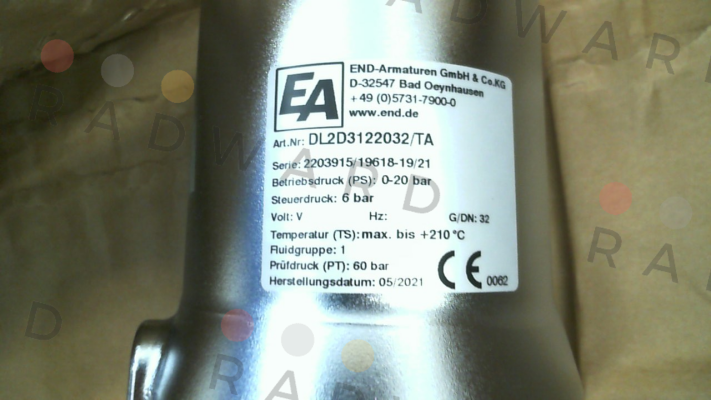 RADWARD
EA
END-Armaturen GmbH & Co.KG
D-32547 Bad Oeynhausen
+49 (0)5731-7900-0
www.end.de
Art.Nr: DL2D3122032/TA
Serie: 2203915/19618-19/21
Betriebsdruck (PS): 0-20 bar
Steuerdruck: 6 bar
Volt: V Hz: G/DN: 32
Temperatur (TS): max. bis +210 °C
Fluidgruppe: 1
Prüfdruck (PT): 60 bar
Herstellungsdatum: 05/2021
CE 0062